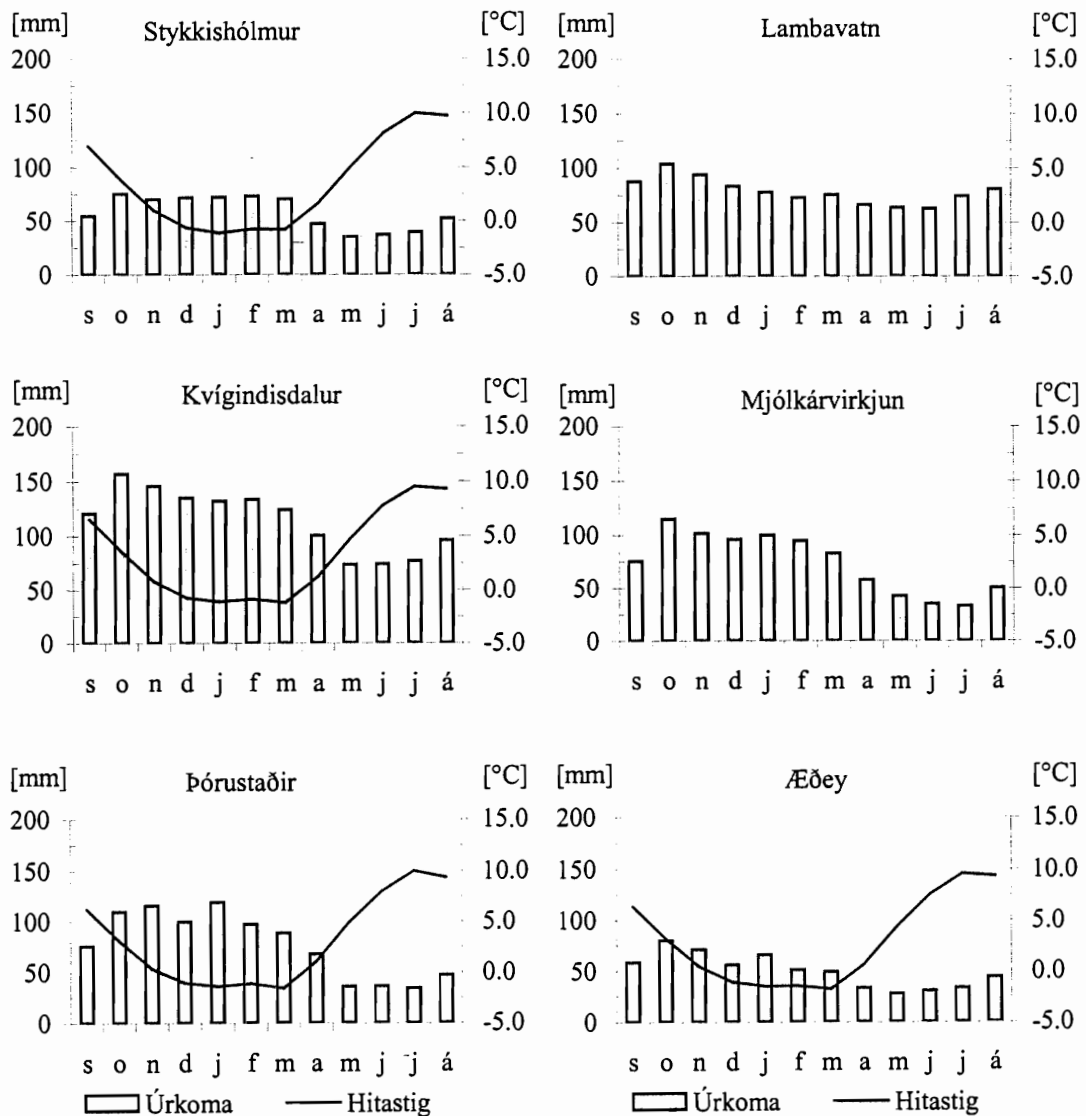 [mm] Stykkishólmur [°C]
200 15.0
150 10.0
100 5.0
50 0.0
0 -5.0
s o n d j f m a m j j á
[mm] Lambavatn [°C]
200 15.0
150 10.0
100 5.0
50 0.0
0 -5.0
s o n d j f m a m j j á
[mm] Kvígindisdalur [°C]
200 15.0
150 10.0
100 5.0
50 0.0
0 -5.0
s o n d j f m a m j j á
[mm] Mjólkárvirkjun [°C]
200 15.0
150 10.0
100 5.0
50 0.0
0 -5.0
s o n d j f m a m j j á
[mm] Þórustaðir [°C]
200 15.0
150 10.0
100 5.0
50 0.0
0 -5.0
s o n d j f m a m j j á
Úrkoma Hitastig
[mm] Æðey [°C]
200 15.0
150 10.0
100 5.0
50 0.0
0 -5.0
s o n d j f m a m j j á
Úrkoma Hitastig